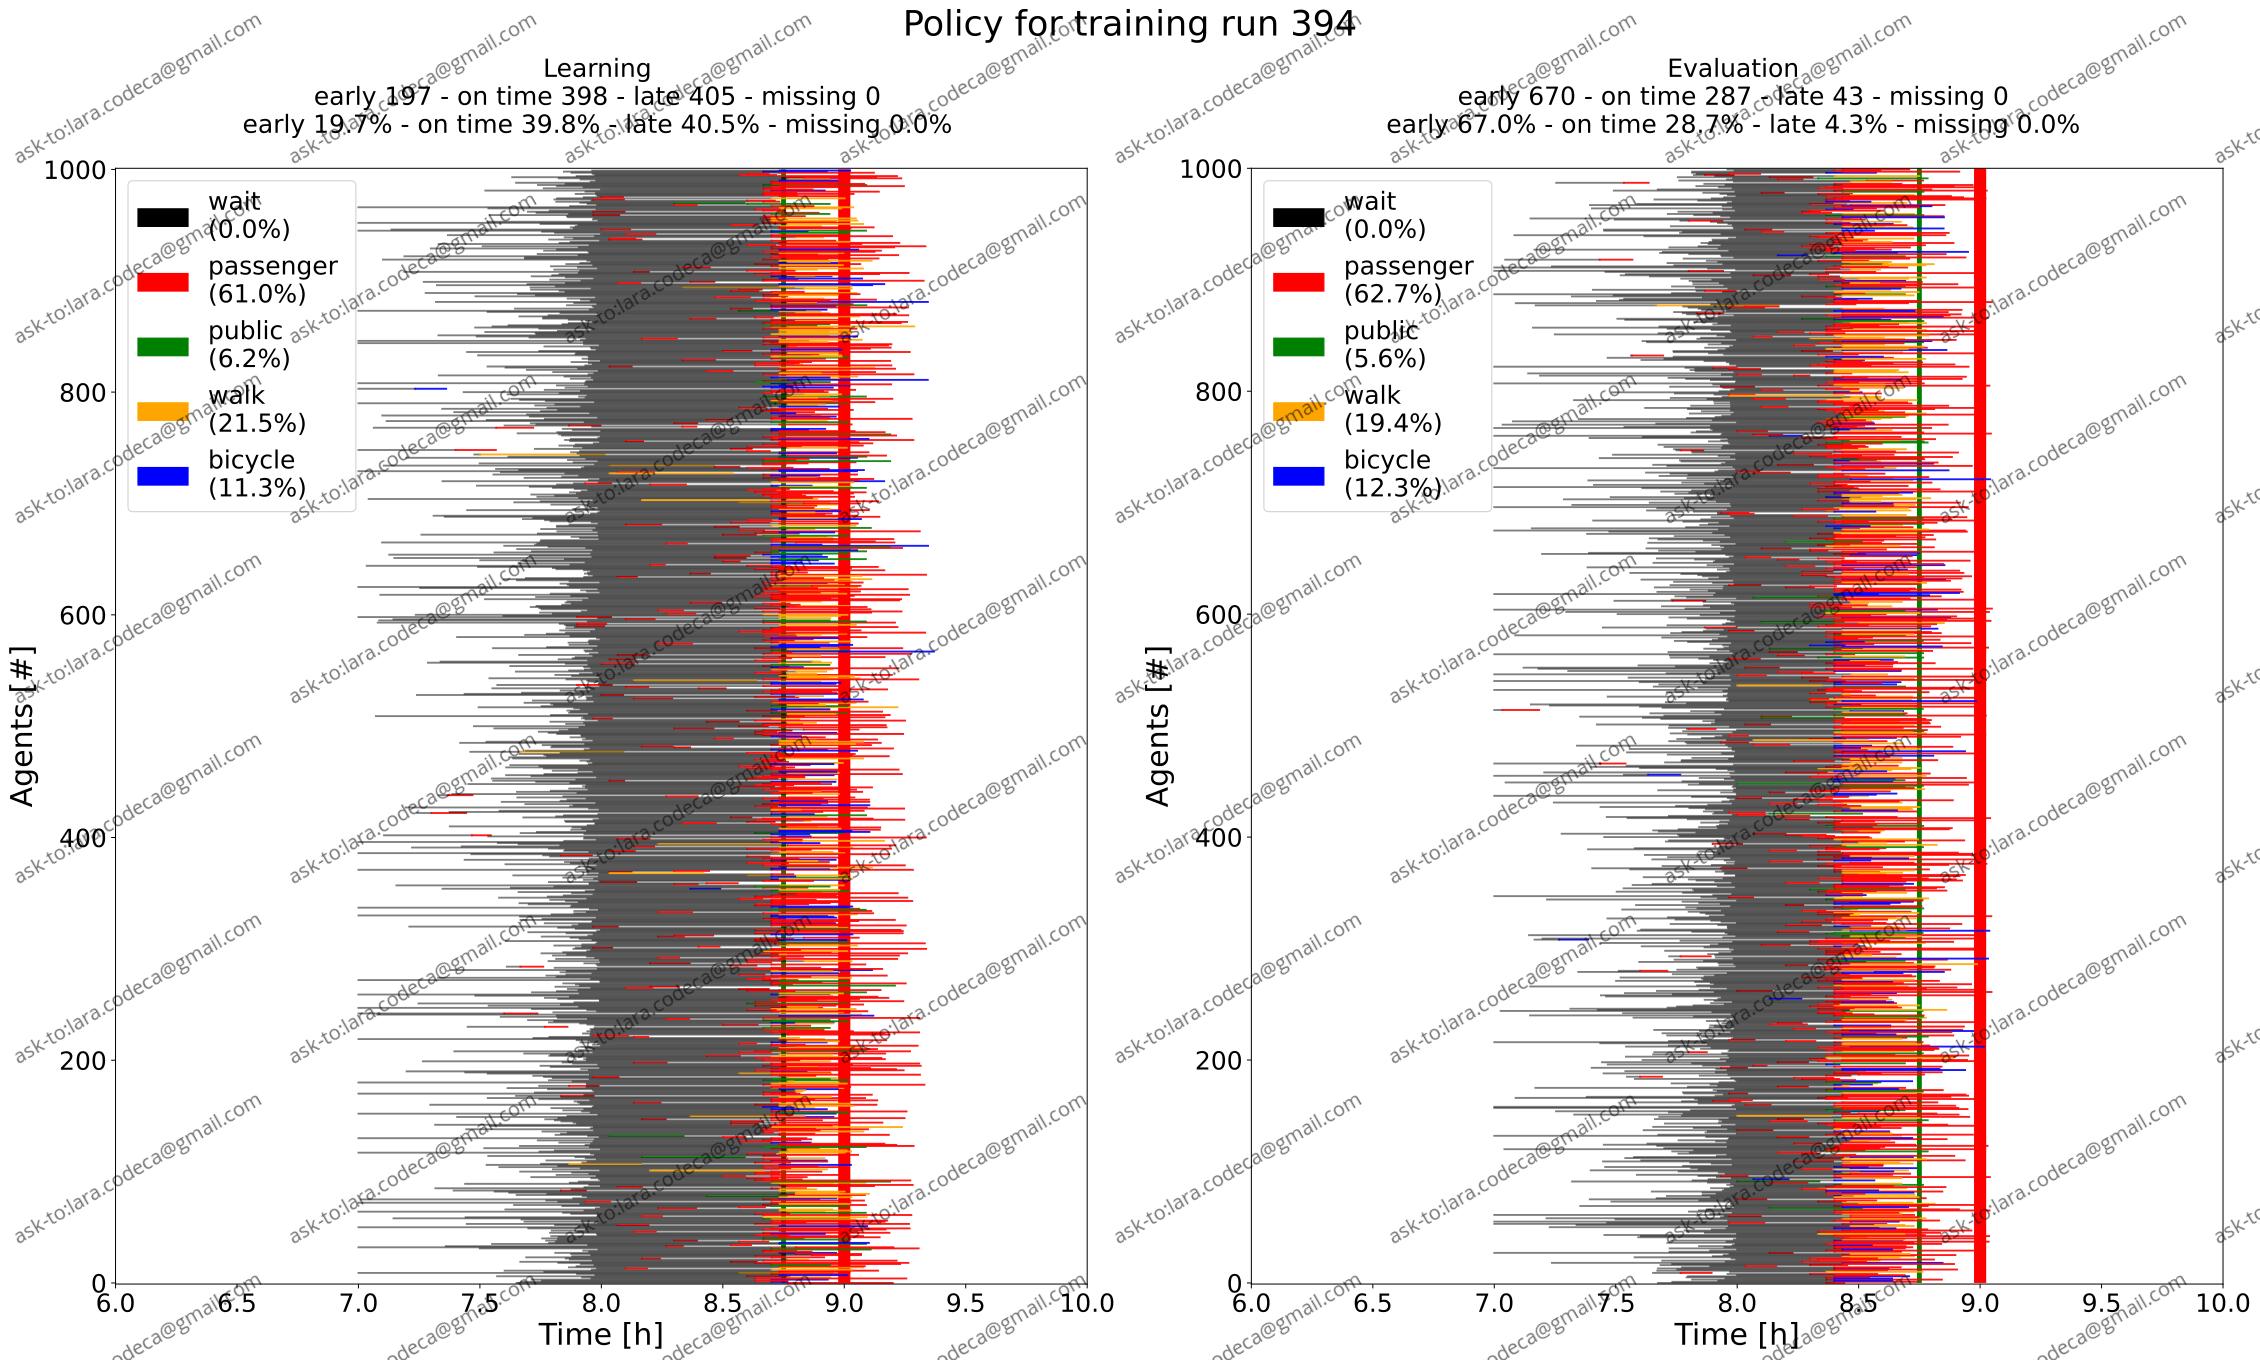 Policy for training run 394
Learning
early 197 - on time 398 - late 405 - missing 0
early 19.7% - on time 39.8% - late 40.5% - missing 0.0%
1000
800
600
400
200
0
Agents [#]
wait
(0.0%)
passenger
(61.0%)
public
(6.2%)
walk
(21.5%)
bicycle
(11.3%)
6.0 6.5 7.0 7.5 8.0 8.5 9.0 9.5 10.0
Time [h]
Evaluation
early 670 - on time 287 - late 43 - missing 0
early 67.0% - on time 28.7% - late 4.3% - missing 0.0%
1000
800
600
400
200
0
Agents [#]
wait
(0.0%)
passenger
(62.7%)
public
(5.6%)
walk
(19.4%)
bicycle
(12.3%)
6.0 6.5 7.0 7.5 8.0 8.5 9.0 9.5 10.0
Time [h]
ask-to:lara.codeca@gmail.com